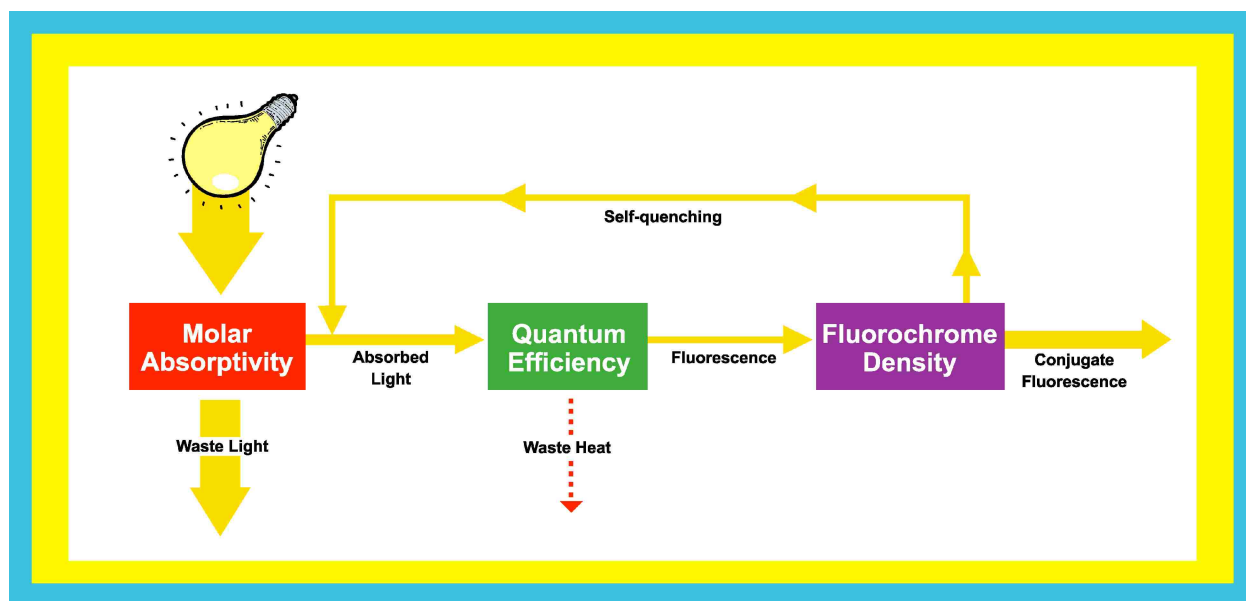 Self-quenching
Molar
Absorptivity
Absorbed
Light
Quantum
Efficiency
Fluorescence
Fluorochrome
Density
Conjugate
Fluorescence
Waste Light
Waste Heat